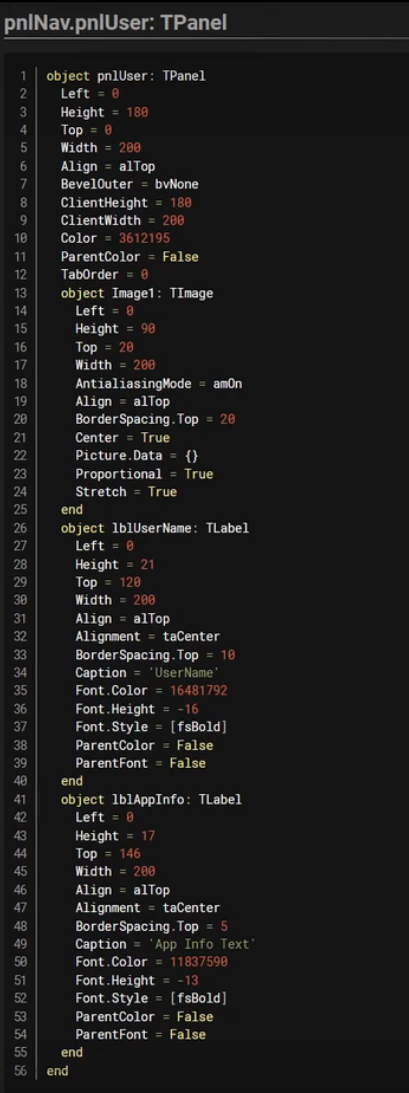 pnlNav.pnlUser: TPanel
1 object pnlUser: TPanel
2   Left = 0
3   Height = 180
4   Top = 0
5   Width = 200
6   Align = alTop
7   BevelOuter = bvNone
8   ClientHeight = 180
9   ClientWidth = 200
10   Color = 3612195
11   ParentColor = False
12   TabOrder = 0
13   object Image1: TImage
14     Left = 0
15     Height = 90
16     Top = 20
17     Width = 200
18     AntialiasingMode = amOn
19     Align = alTop
20     BorderSpacing.Top = 20
21     Center = True
22     Picture.Data = {}
23     Proportional = True
24     Stretch = True
25   end
26   object lblUserName: TLabel
27     Left = 0
28     Height = 21
29     Top = 120
30     Width = 200
31     Align = alTop
32     Alignment = taCenter
33     BorderSpacing.Top = 10
34     Caption = 'UserName'
35     Font.Color = 16481792
36     Font.Height = -16
37     Font.Style = [fsBold]
38     ParentColor = False
39     ParentFont = False
40   end
41   object lblAppInfo: TLabel
42     Left = 0
43     Height = 17
44     Top = 146
45     Width = 200
46     Align = alTop
47     Alignment = taCenter
48     BorderSpacing.Top = 5
49     Caption = 'App Info Text'
50     Font.Color = 11837590
51     Font.Height = -13
52     Font.Style = [fsBold]
53     ParentColor = False
54     ParentFont = False
55   end
56 end